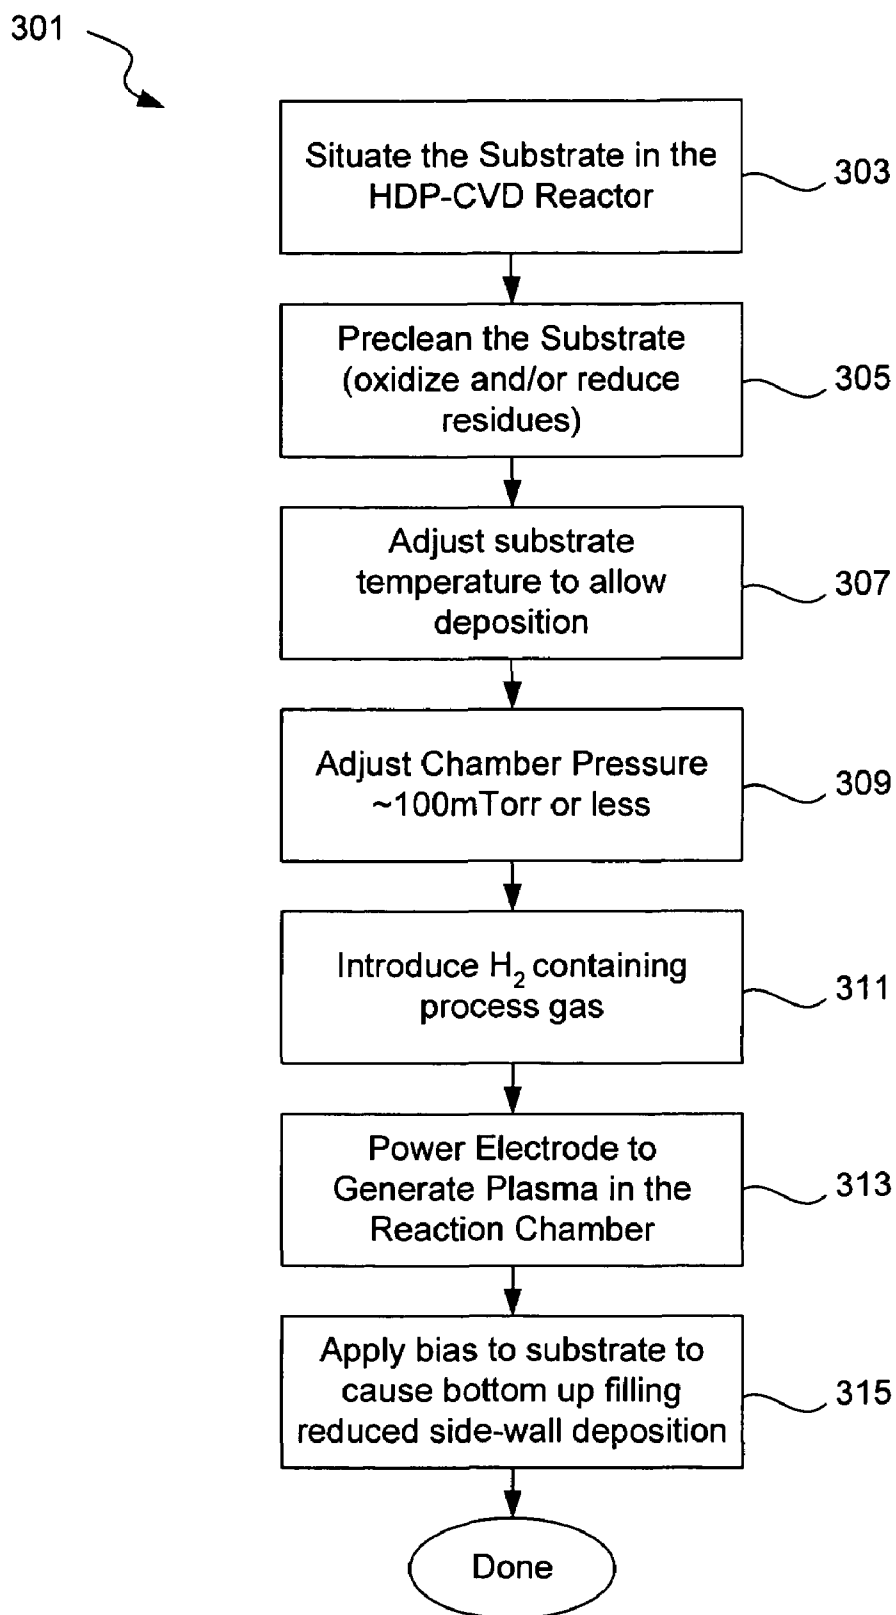 301
Situate the Substrate in the
HDP-CVD Reactor
303
Preclean the Substrate
(oxidize and/or reduce
residues)
305
Adjust substrate
temperature to allow
deposition
307
Adjust Chamber Pressure
~100mTorr or less
309
Introduce H₂ containing
process gas
311
Power Electrode to
Generate Plasma in the
Reaction Chamber
313
Apply bias to substrate to
cause bottom up filling
reduced side-wall deposition
315
Done